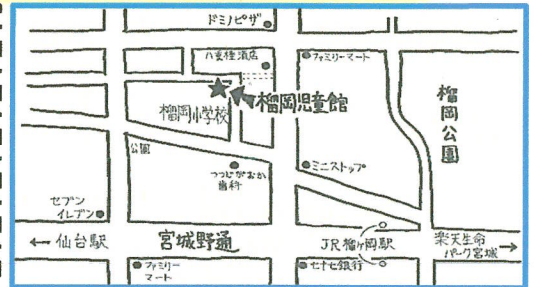 ドミノピザ
八重桂酒店
ファミリーマート
榴岡児童館
榴岡小学校
榴岡公園
公園
つつじがおか
歯科
ミニストップ
セブン
イレブン
←仙台駅
宮城野通
JR榴ヶ岡駅
楽天生命
パーク宮城
ファミリー
マート
七十七銀行